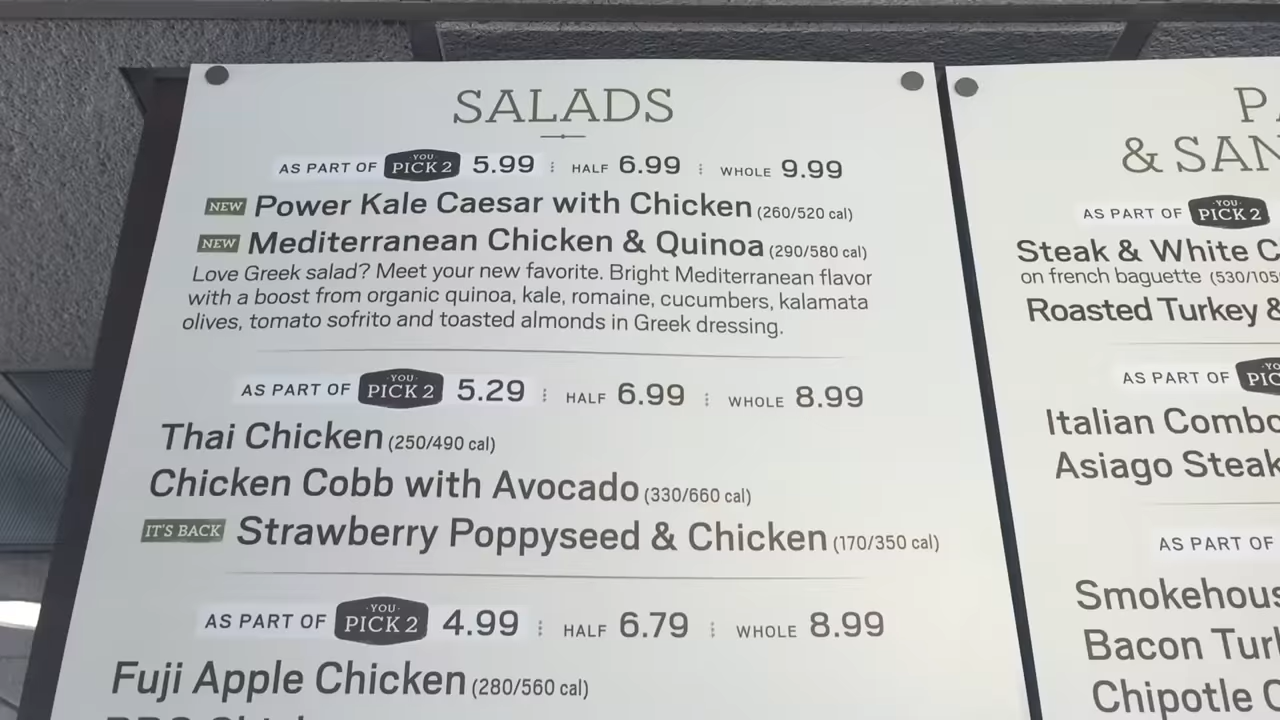 SALADS
AS PART OF YOU PICK 2 5.99 HALF 6.99 WHOLE 9.99
NEW Power Kale Caesar with Chicken (260/520 cal)
NEW Mediterranean Chicken & Quinoa (290/580 cal)
Love Greek salad? Meet your new favorite. Bright Mediterranean flavor
with a boost from organic quinoa, kale, romaine, cucumbers, kalamata
olives, tomato sofrito and toasted almonds in Greek dressing.
AS PART OF YOU PICK 2 5.29 HALF 6.99 WHOLE 8.99
Thai Chicken (250/490 cal)
Chicken Cobb with Avocado (330/660 cal)
IT'S BACK Strawberry Poppyseed & Chicken (170/350 cal)
AS PART OF YOU PICK 2 4.99 HALF 6.79 WHOLE 8.99
Fuji Apple Chicken (280/560 cal)
& SAN
AS PART OF YOU PICK 2
Steak & White C
on french baguette (530/105
Roasted Turkey &
AS PART OF
Italian Combo
Asiago Steak
AS PART OF
Smokehous
Bacon Turk
Chipotle C